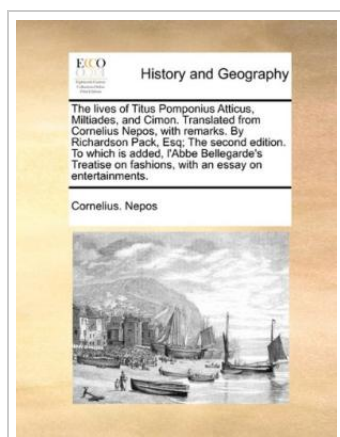 ECCO
History and Geography
The lives of Titus Pomponius Atticus,
Miltiades, and Cimon. Translated from
Cornelius Nepos, with remarks. By
Richardson Pack, Esq; The second edition.
To which is added, l'Abbe Bellegarde's
Treatise on fashions, with an essay on
entertainments.
Cornelius. Nepos